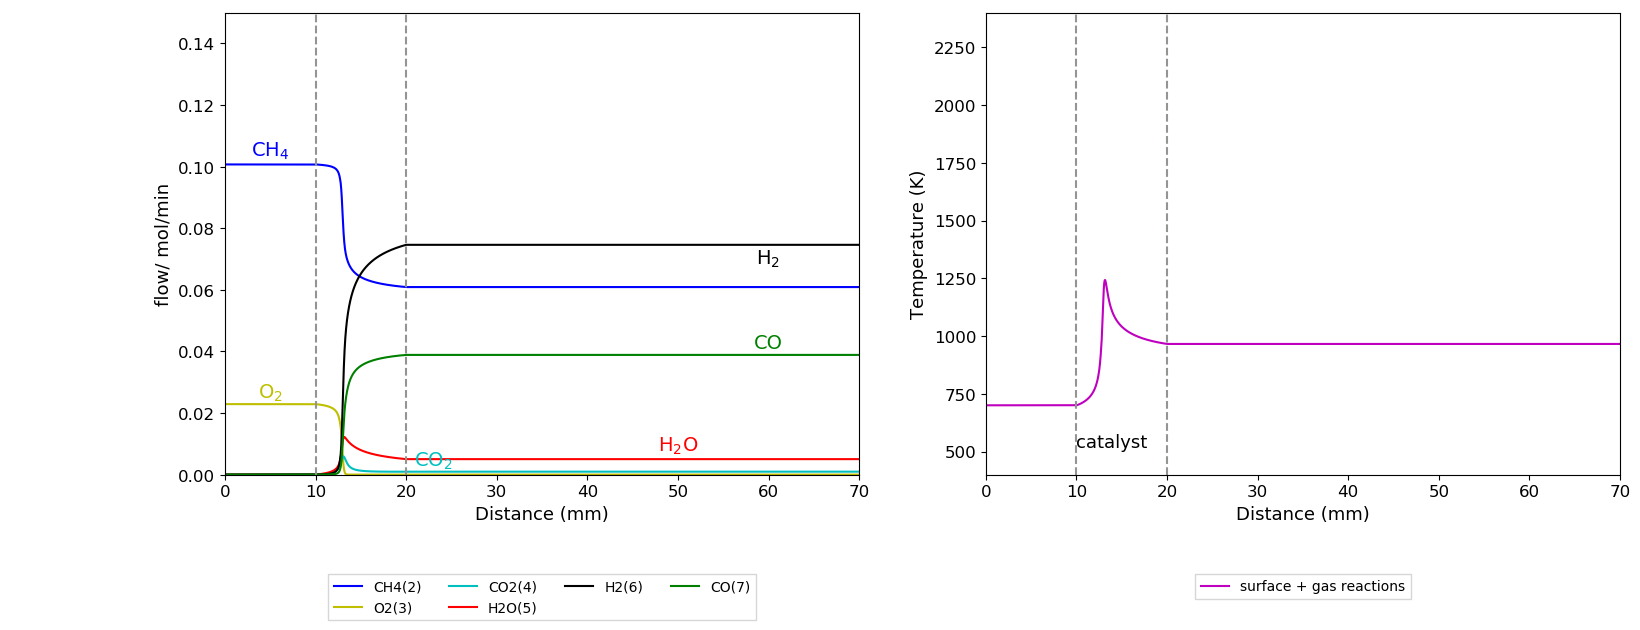 0.14
0.12
0.10
0.08
0.06
0.04
0.02
0.00
flow/ mol/min
CH₄
O₂
H₂
CO
H₂O
CO₂
0 10 20 30 40 50 60 70
Distance (mm)
CH4(2) CO2(4) H2(6) CO(7)
O2(3) H2O(5)
2250
2000
1750
1500
1250
1000
750
500
Temperature (K)
catalyst
0 10 20 30 40 50 60 70
Distance (mm)
surface + gas reactions